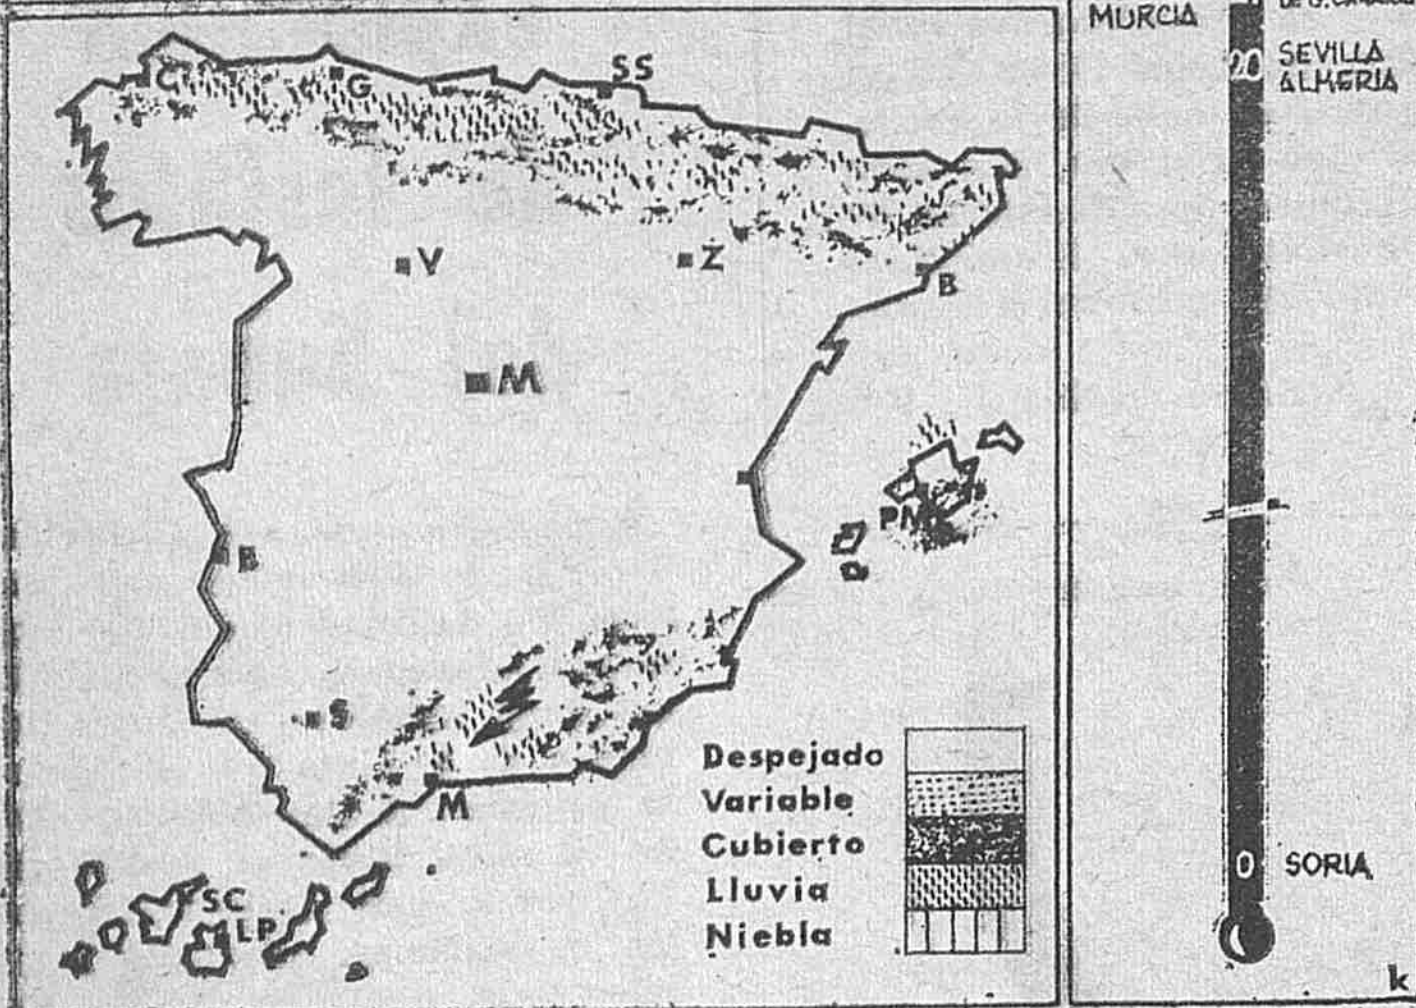 C
G
SS
V
Z
B
M
PM
B
S
M
SC
LP
Despejado
Variable
Cubierto
Lluvia
Niebla
MURCIA
20
SEVILLA
ALMERIA
0
SORIA
k